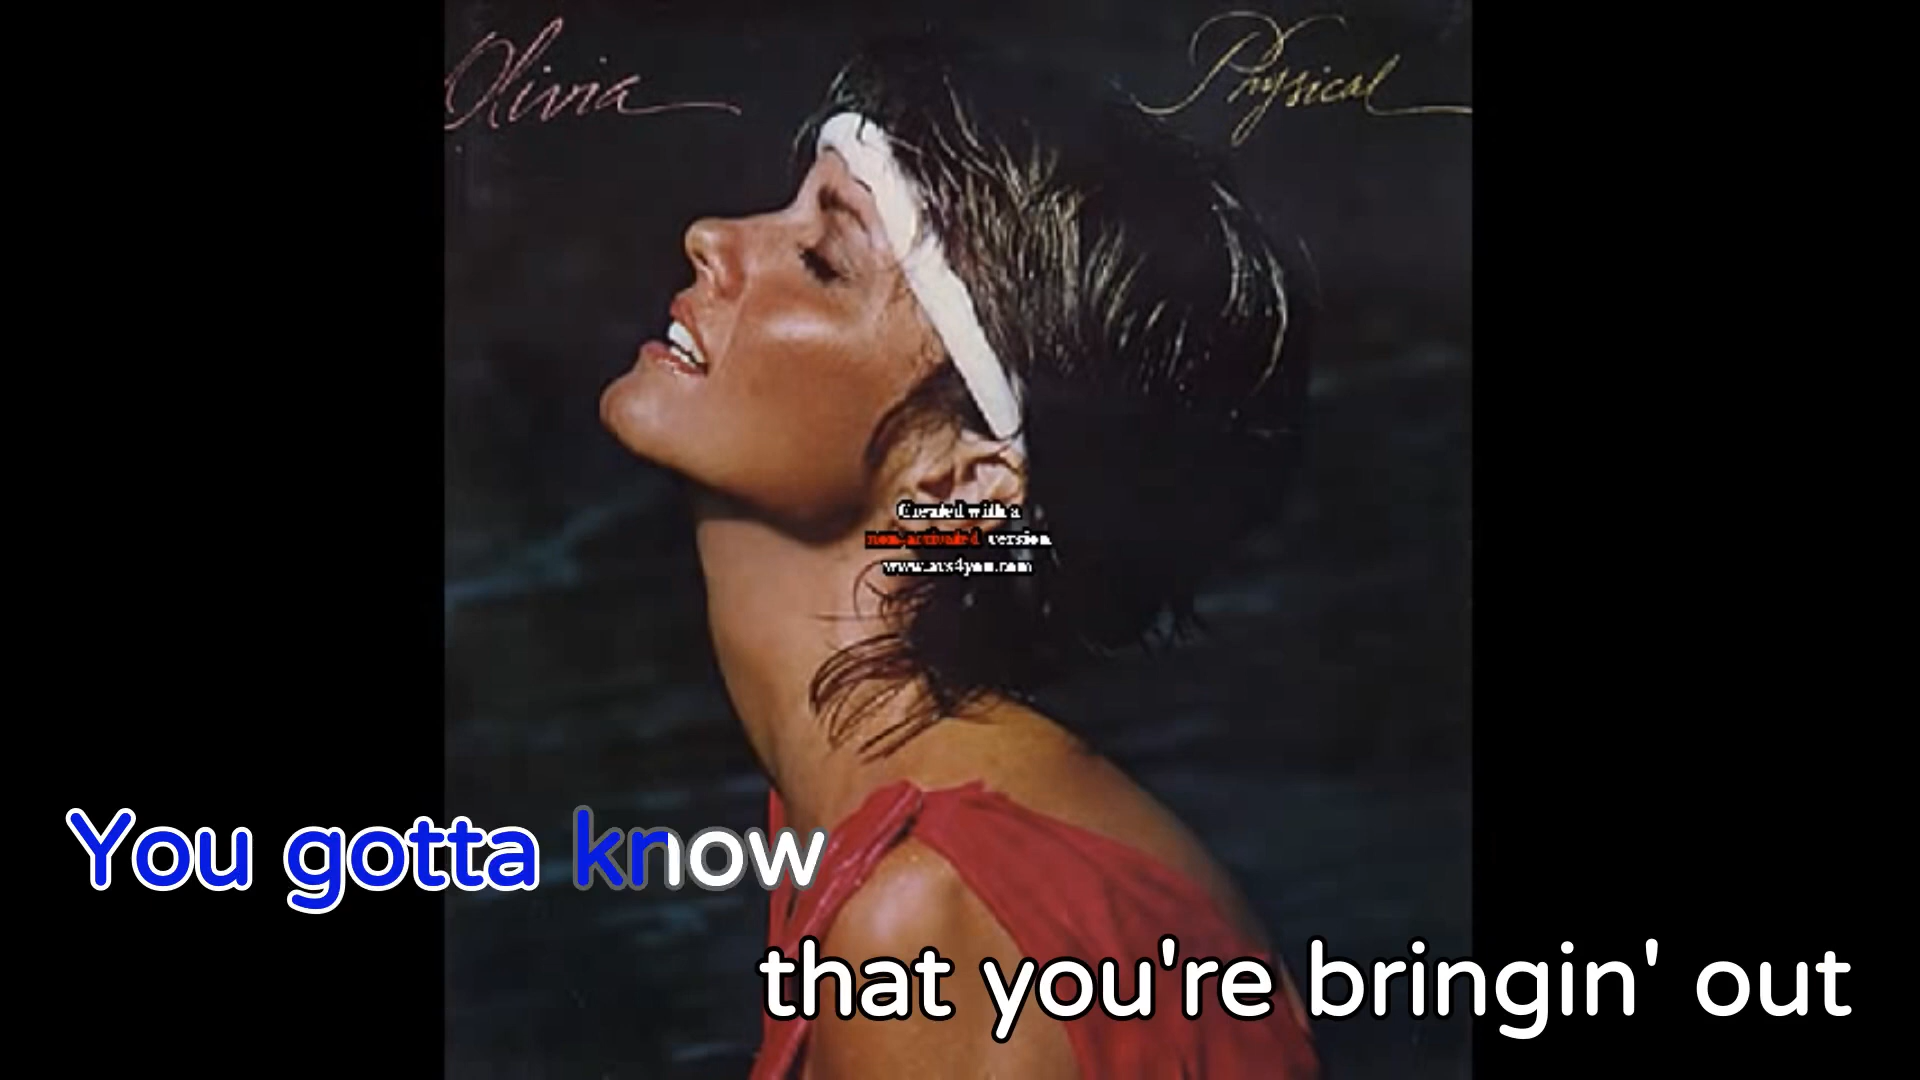 Olivia
Physical
Created with a
non-activated version
www.avs4you.com
You gotta know
that you're bringin' out